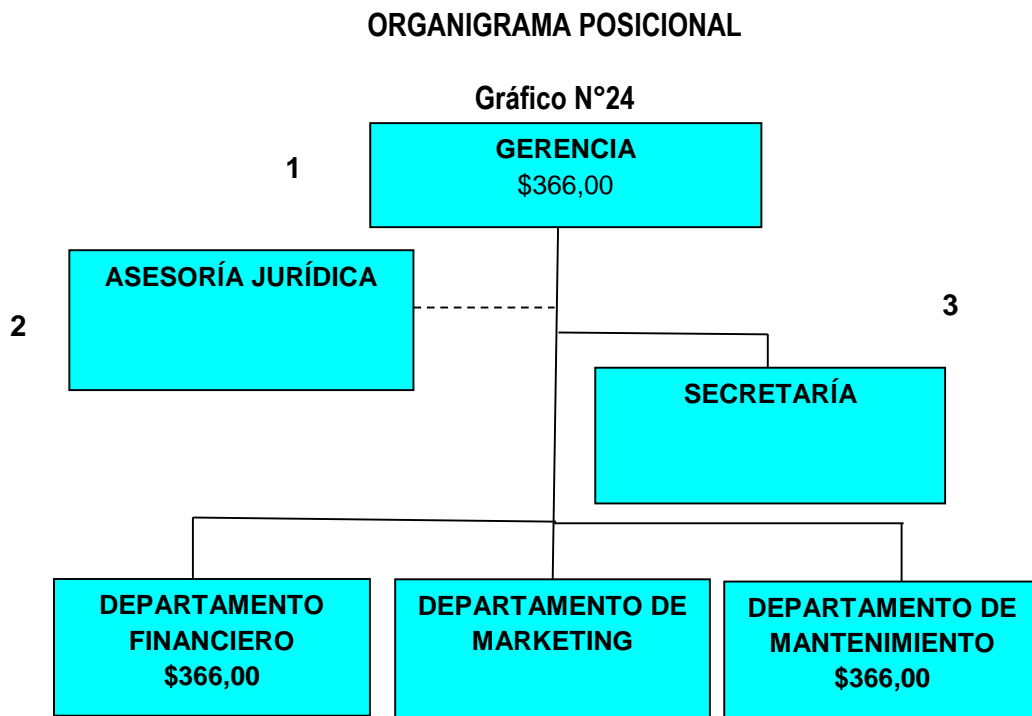 ORGANIGRAMA POSICIONAL
Gráfico N°24
1
GERENCIA
$366,00
ASESORÍA JURÍDICA
2
3
SECRETARÍA
DEPARTAMENTO
FINANCIERO
$366,00
DEPARTAMENTO DE
MARKETING
DEPARTAMENTO DE
MANTENIMIENTO
$366,00